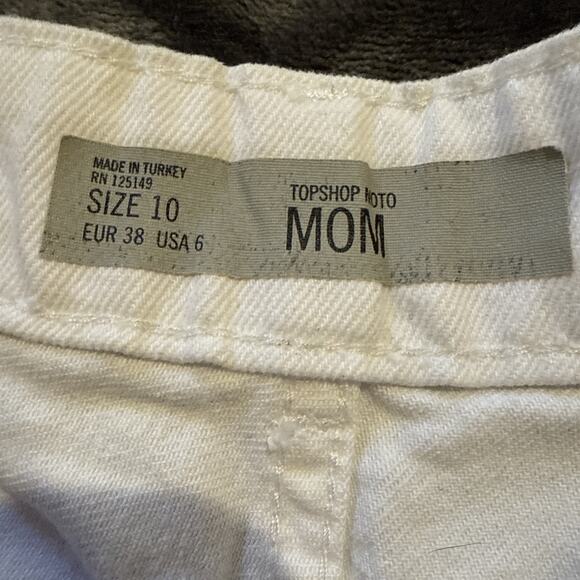 MADE IN TURKEY
RN 125149
SIZE 10
EUR 38 USA 6
TOPSHOP MOTO
MOM